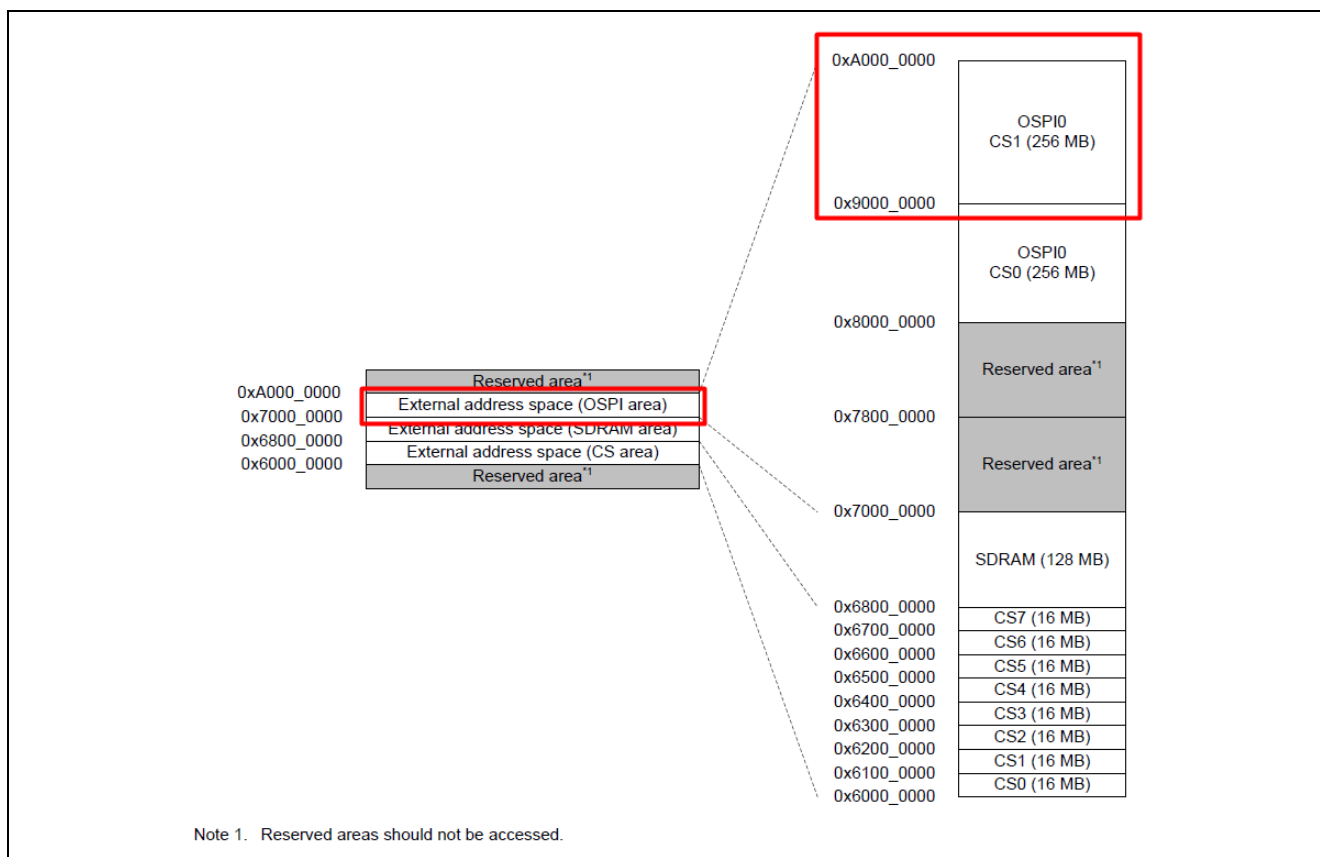 Reserved area*1
0xA000_0000
External address space (OSPI area)
0x7000_0000
External address space (SDRAM area)
0x6800_0000
External address space (CS area)
0x6000_0000
Reserved area*1
0xA000_0000
OSPI0
CS1 (256 MB)
0x9000_0000
OSPI0
CS0 (256 MB)
0x8000_0000
Reserved area*1
0x7800_0000
Reserved area*1
0x7000_0000
SDRAM (128 MB)
0x6800_0000
CS7 (16 MB)
0x6700_0000
CS6 (16 MB)
0x6600_0000
CS5 (16 MB)
0x6500_0000
CS4 (16 MB)
0x6400_0000
CS3 (16 MB)
0x6300_0000
CS2 (16 MB)
0x6200_0000
CS1 (16 MB)
0x6100_0000
CS0 (16 MB)
0x6000_0000
Note 1. Reserved areas should not be accessed.